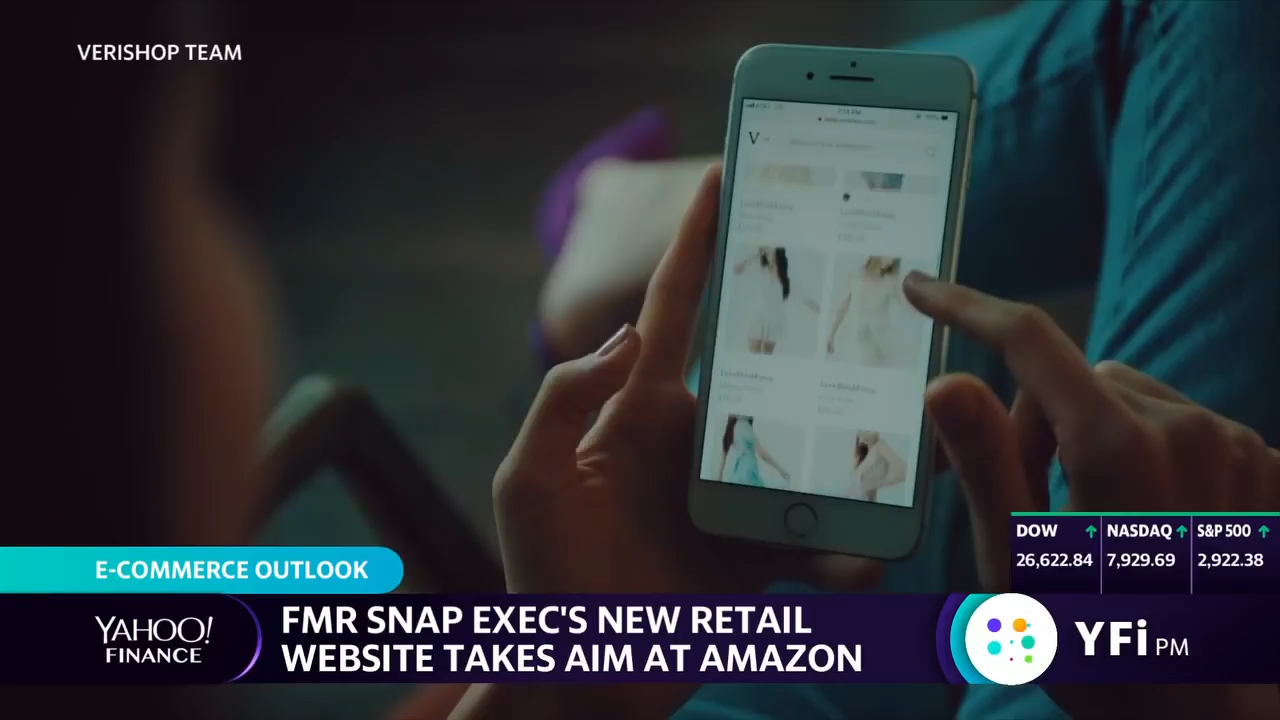 VERISHOP TEAM
V
DOW
26,622.84
NASDAQ
7,929.69
S&P 500
2,922.38
E-COMMERCE OUTLOOK
YAHOO!
FINANCE
FMR SNAP EXEC'S NEW RETAIL
WEBSITE TAKES AIM AT AMAZON
YFi PM